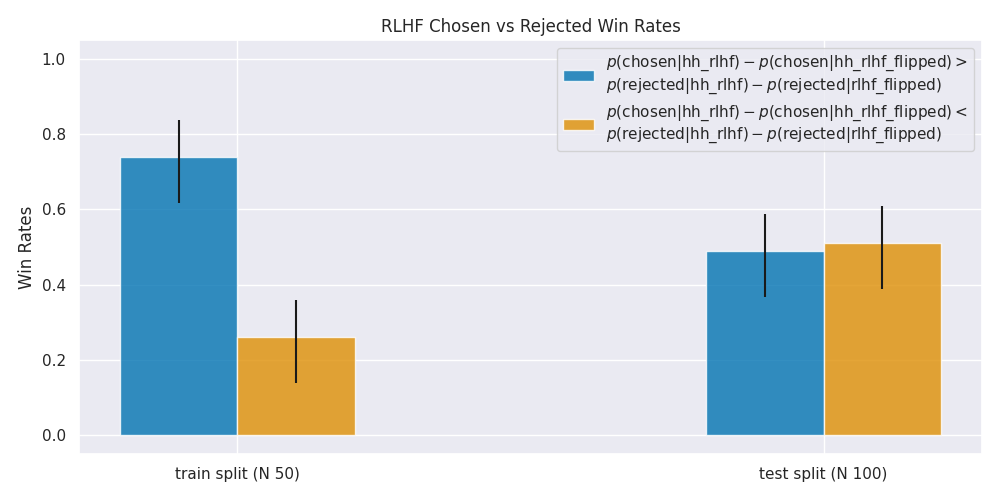 RLHF Chosen vs Rejected Win Rates
p(chosen|hh_rlhf) − p(chosen|hh_rlhf_flipped) >
p(rejected|hh_rlhf) − p(rejected|rlhf_flipped)
p(chosen|hh_rlhf) − p(chosen|hh_rlhf_flipped) <
p(rejected|hh_rlhf) − p(rejected|rlhf_flipped)
Win Rates
1.0
0.8
0.6
0.4
0.2
0.0
train split (N 50)
test split (N 100)